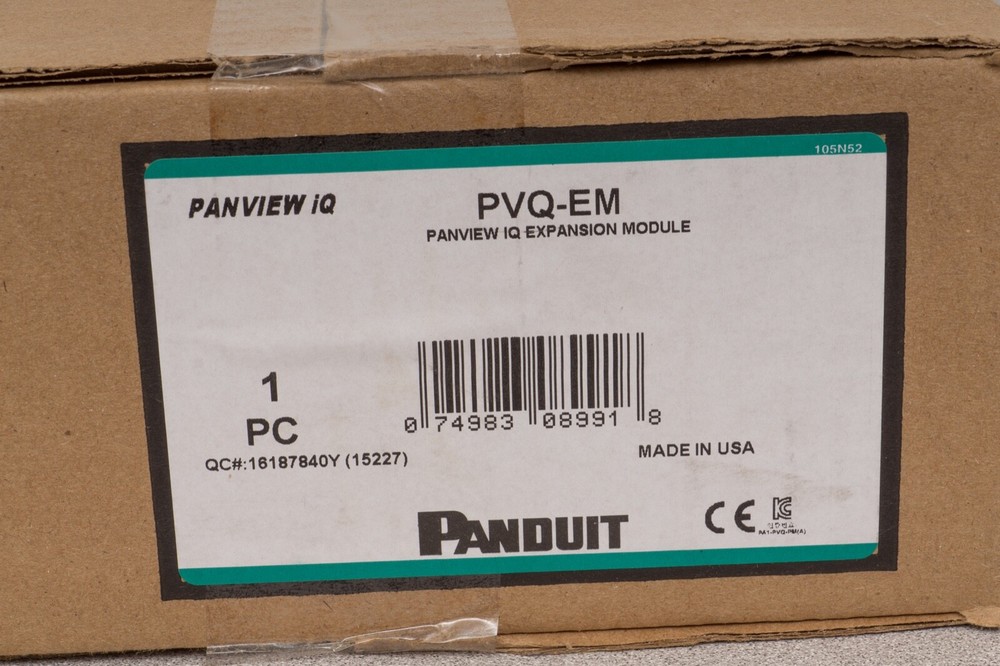 105N52
PANVIEW iQ
PVQ-EM
PANVIEW IQ EXPANSION MODULE
1
PC
0 74983 08991 8
QC#:16187840Y (15227)
MADE IN USA
PANDUIT
CE